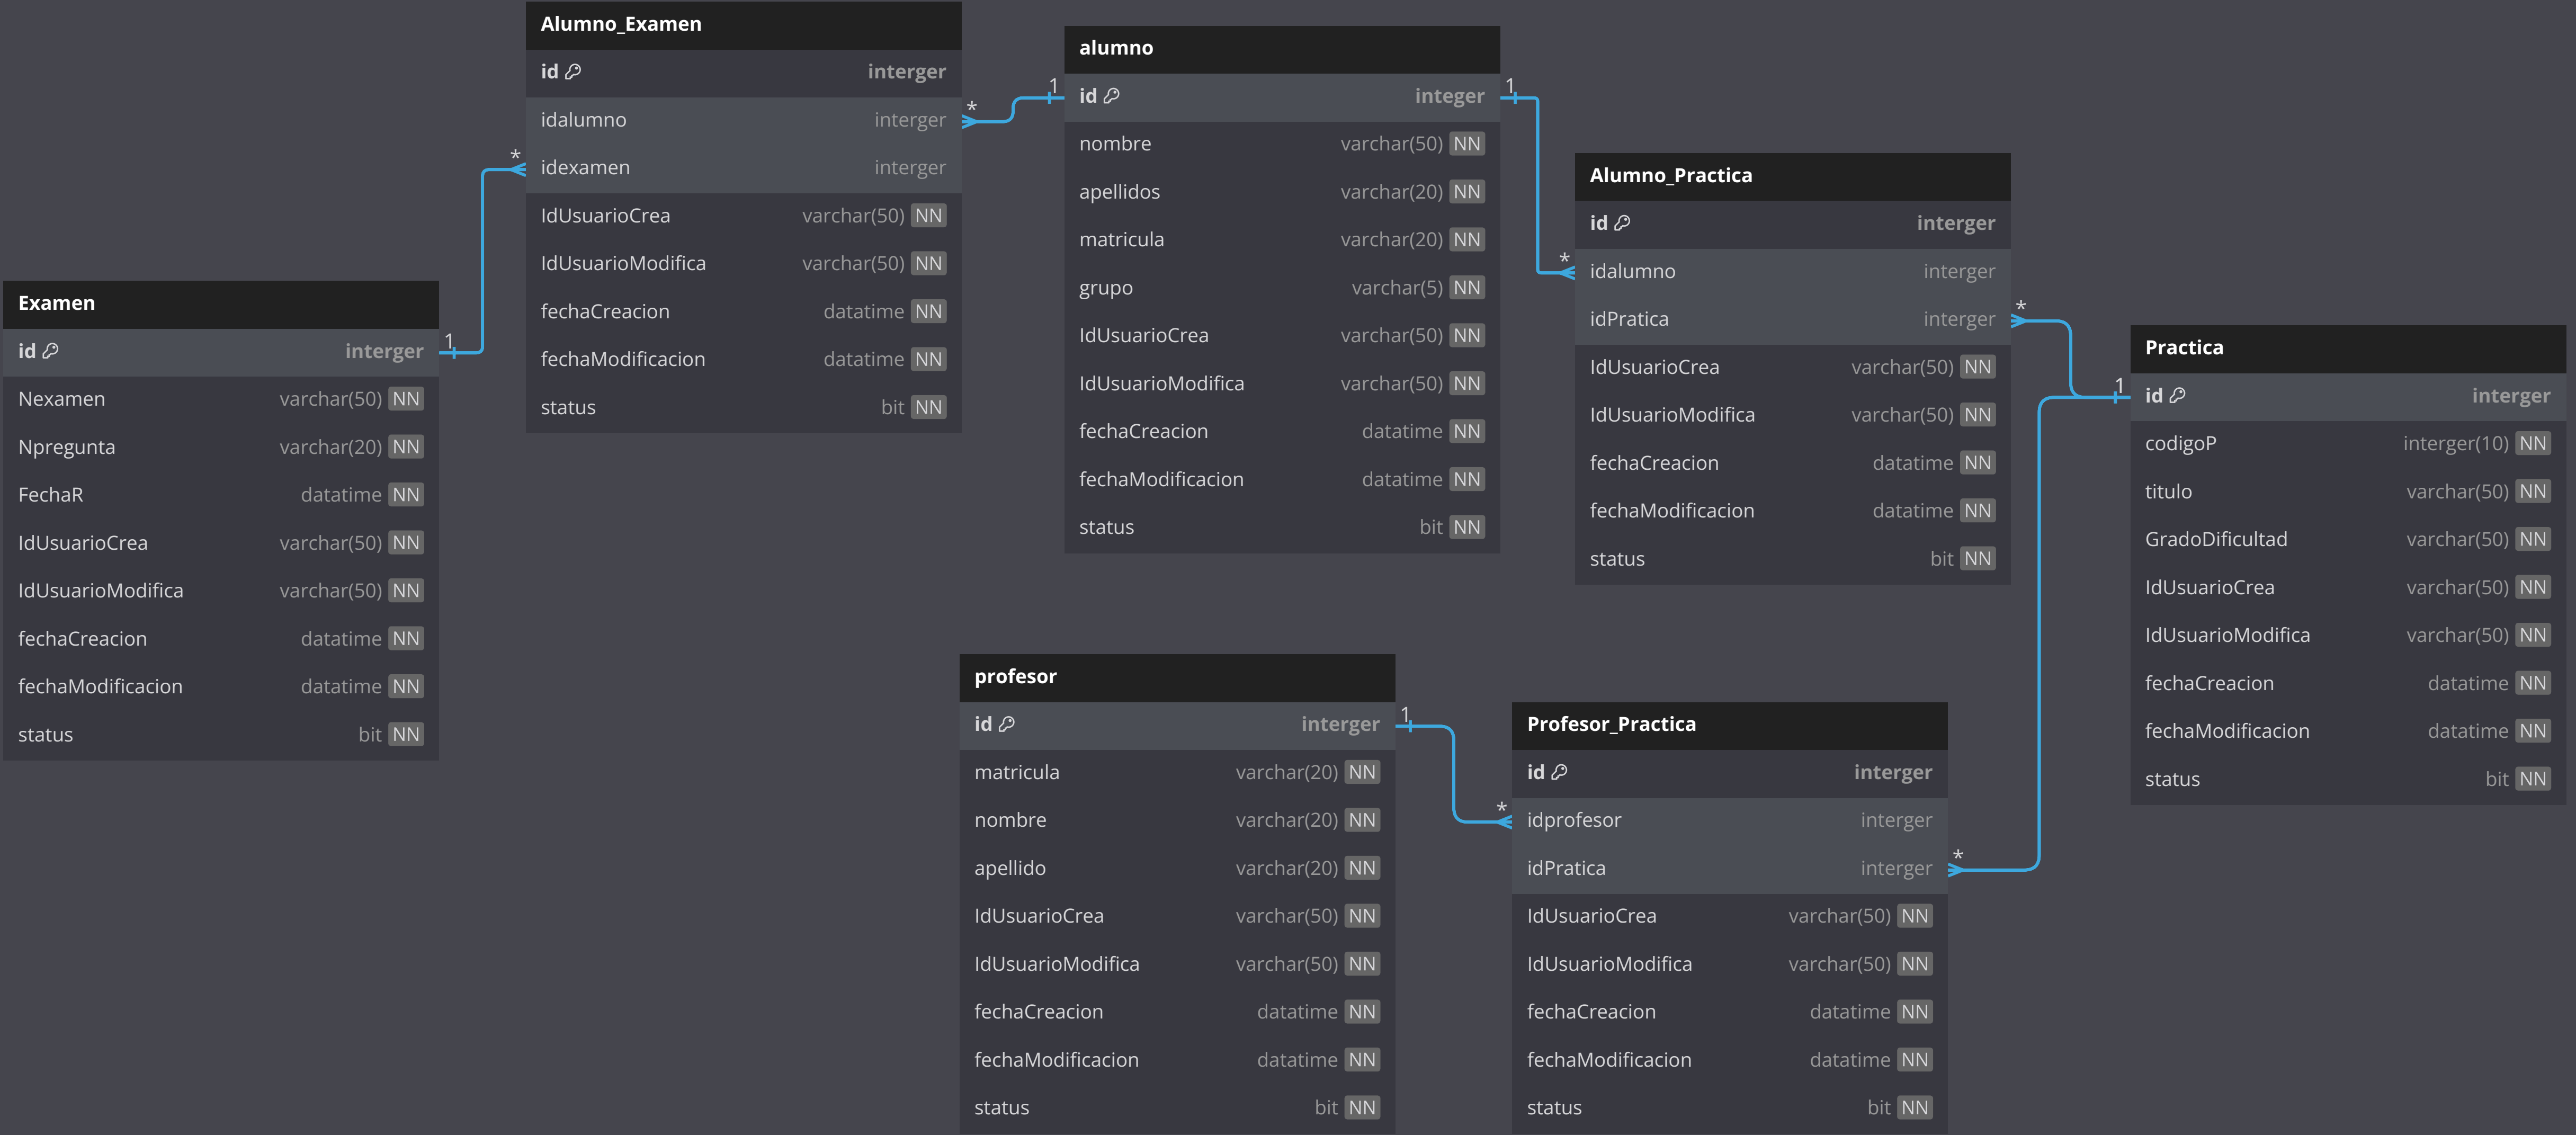 Alumno_Examen
id interger
idalumno interger
idexamen interger
IdUsuarioCrea varchar(50) NN
IdUsuarioModifica varchar(50) NN
fechaCreacion datatime NN
fechaModificacion datatime NN
status bit NN
*
*
1
alumno
id integer
nombre varchar(50) NN
apellidos varchar(20) NN
matricula varchar(20) NN
grupo varchar(5) NN
IdUsuarioCrea varchar(50) NN
IdUsuarioModifica varchar(50) NN
fechaCreacion datatime NN
fechaModificacion datatime NN
status bit NN
1
*
Alumno_Practica
id interger
idalumno interger
idPratica interger
IdUsuarioCrea varchar(50) NN
IdUsuarioModifica varchar(50) NN
fechaCreacion datatime NN
fechaModificacion datatime NN
status bit NN
*
Examen
id interger
Nexamen varchar(50) NN
Npregunta varchar(20) NN
FechaR datatime NN
IdUsuarioCrea varchar(50) NN
IdUsuarioModifica varchar(50) NN
fechaCreacion datatime NN
fechaModificacion datatime NN
status bit NN
1
1
Practica
id interger
codigoP interger(10) NN
titulo varchar(50) NN
GradoDificultad varchar(50) NN
IdUsuarioCrea varchar(50) NN
IdUsuarioModifica varchar(50) NN
fechaCreacion datatime NN
fechaModificacion datatime NN
status bit NN
profesor
id interger
matricula varchar(20) NN
nombre varchar(20) NN
apellido varchar(20) NN
IdUsuarioCrea varchar(50) NN
IdUsuarioModifica varchar(50) NN
fechaCreacion datatime NN
fechaModificacion datatime NN
status bit NN
1
*
Profesor_Practica
id interger
idprofesor interger
idPratica interger
IdUsuarioCrea varchar(50) NN
IdUsuarioModifica varchar(50) NN
fechaCreacion datatime NN
fechaModificacion datatime NN
status bit NN
*